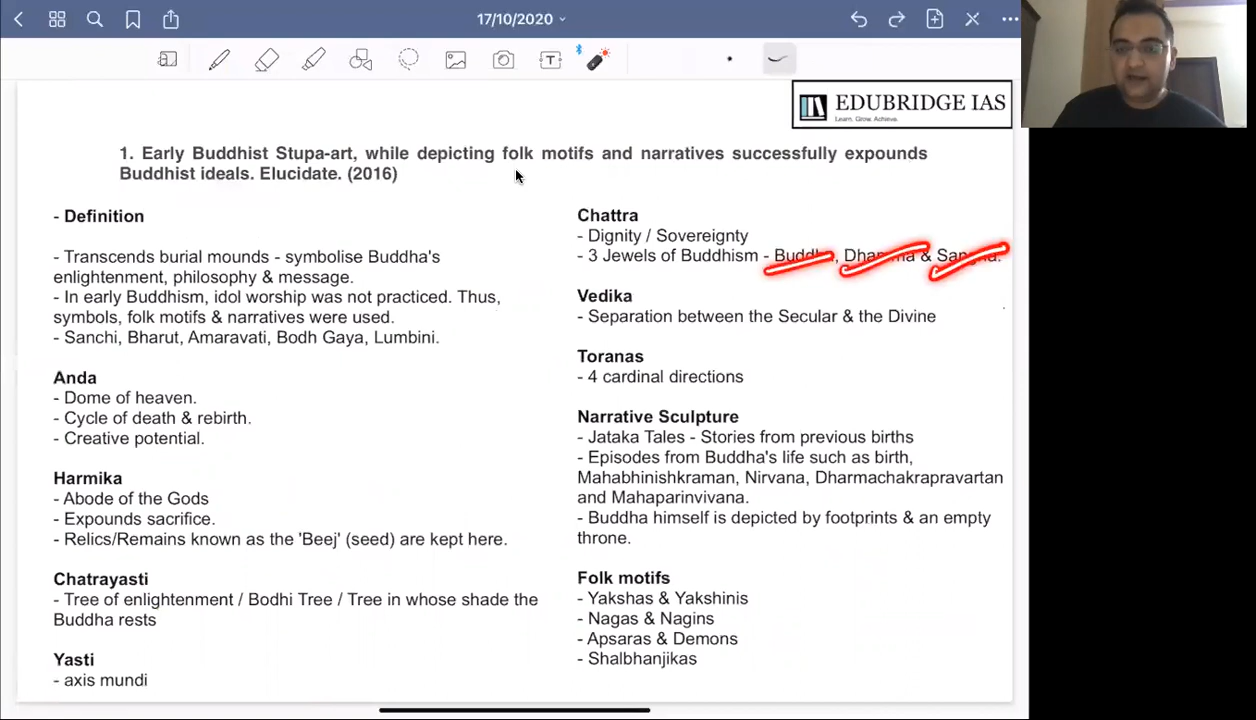 17/10/2020
T
EDUBRIDGE IAS
Learn. Grow. Achieve.
1. Early Buddhist Stupa-art, while depicting folk motifs and narratives successfully expounds
Buddhist ideals. Elucidate. (2016)
- Definition
- Transcends burial mounds - symbolise Buddha's
enlightenment, philosophy & message.
- In early Buddhism, idol worship was not practiced. Thus,
symbols, folk motifs & narratives were used.
- Sanchi, Bharut, Amaravati, Bodh Gaya, Lumbini.
Anda
- Dome of heaven.
- Cycle of death & rebirth.
- Creative potential.
Harmika
- Abode of the Gods
- Expounds sacrifice.
- Relics/Remains known as the 'Beej' (seed) are kept here.
Chatrayasti
- Tree of enlightenment / Bodhi Tree / Tree in whose shade the
Buddha rests
Yasti
- axis mundi
Chattra
- Dignity / Sovereignty
- 3 Jewels of Buddhism - Buddha, Dhamma & Sangha.
Vedika
- Separation between the Secular & the Divine
Toranas
- 4 cardinal directions
Narrative Sculpture
- Jataka Tales - Stories from previous births
- Episodes from Buddha's life such as birth,
Mahabhinishkraman, Nirvana, Dharmachakrapravartan
and Mahaparinvivana.
- Buddha himself is depicted by footprints & an empty
throne.
Folk motifs
- Yakshas & Yakshinis
- Nagas & Nagins
- Apsaras & Demons
- Shalbhanjikas